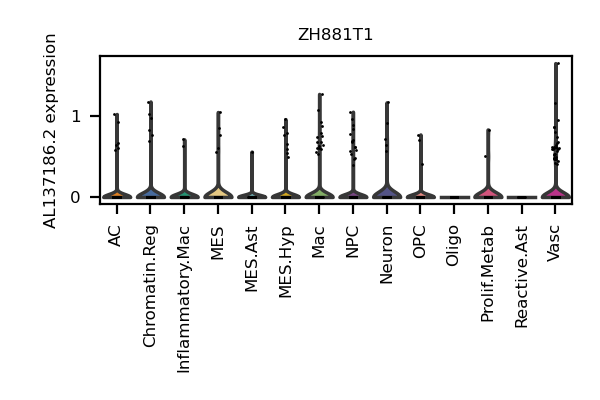 ZH881T1
AL137186.2 expression
1
0
AC
Chromatin.Reg
Inflammatory.Mac
MES
MES.Ast
MES.Hyp
Mac
NPC
Neuron
OPC
Oligo
Prolif.Metab
Reactive.Ast
Vasc